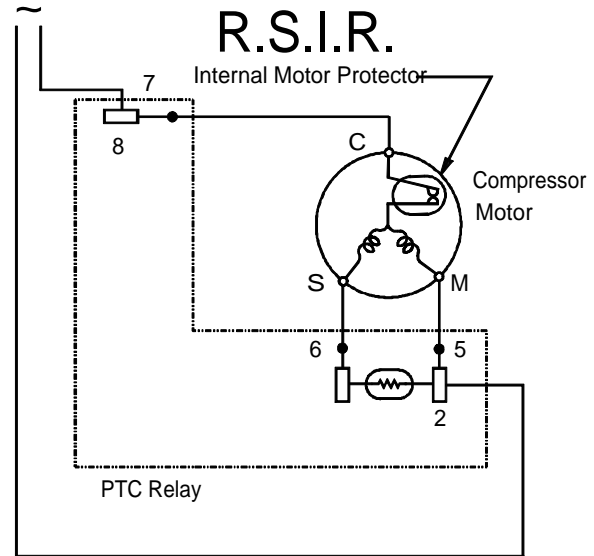 ~
R.S.I.R.
Internal Motor Protector
7
8
C
Compressor
Motor
S
M
6
5
2
PTC Relay